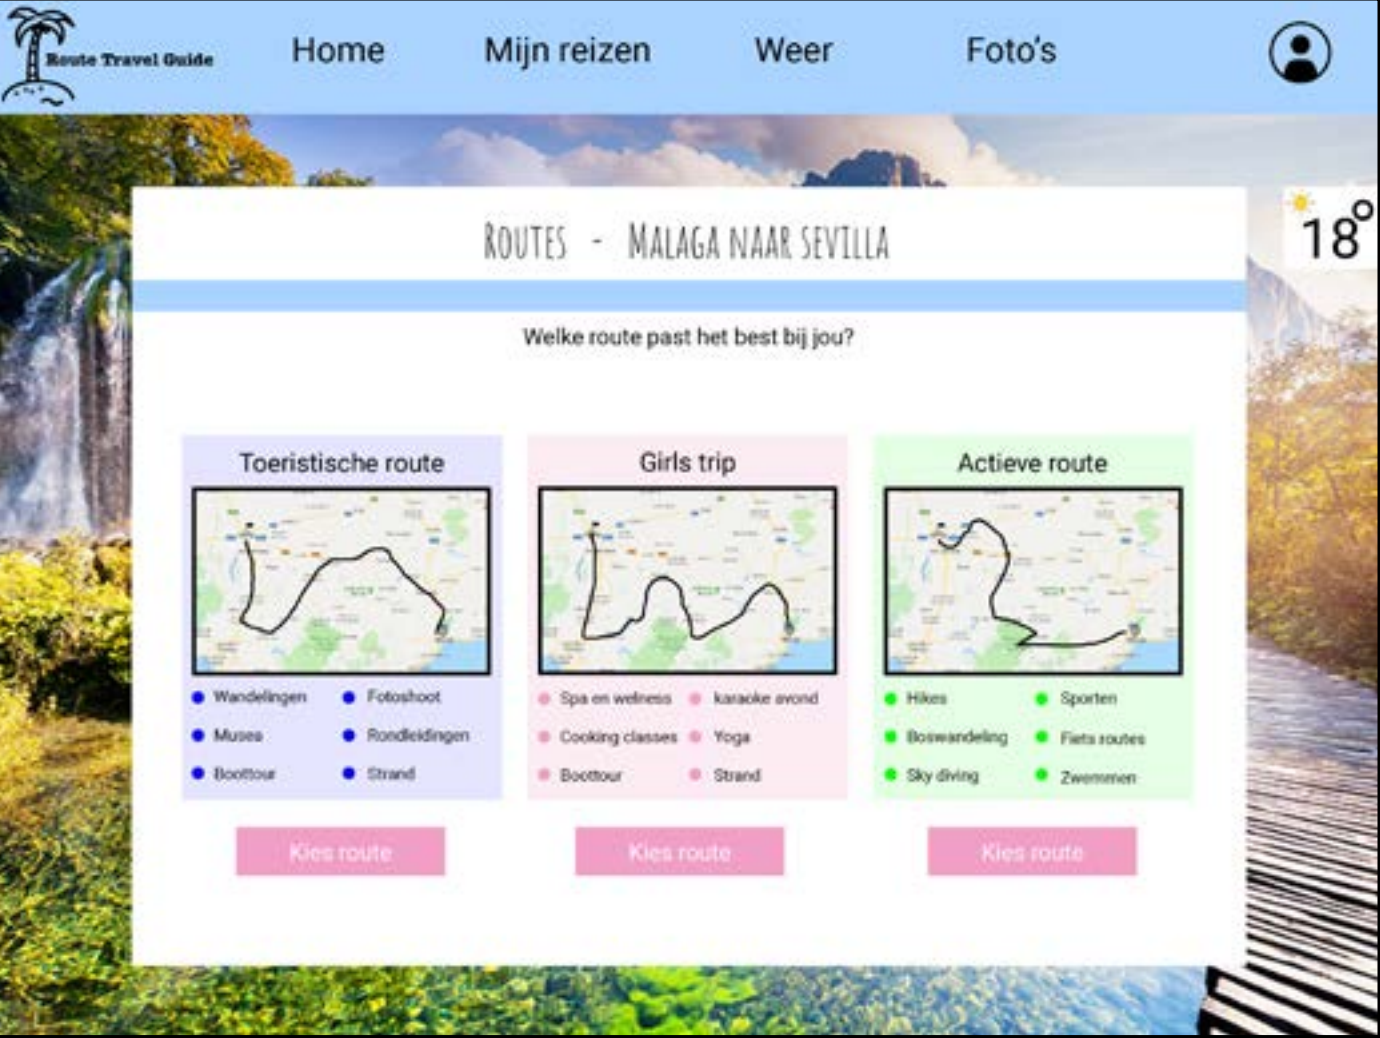 Route Travel Guide
Home
Mijn reizen
Weer
Foto's
18°
Routes - Malaga naar sevilla
Welke route past het best bij jou?
Toeristische route
Wandelingen
Fotoshoot
Musea
Rondleidingen
Boottour
Strand
Kies route
Girls trip
Spa en welness
karaoke avond
Cooking classes
Yoga
Boottour
Strand
Kies route
Actieve route
Hikes
Sporten
Boswandeling
Fiets routes
Sky diving
Zwemmen
Kies route